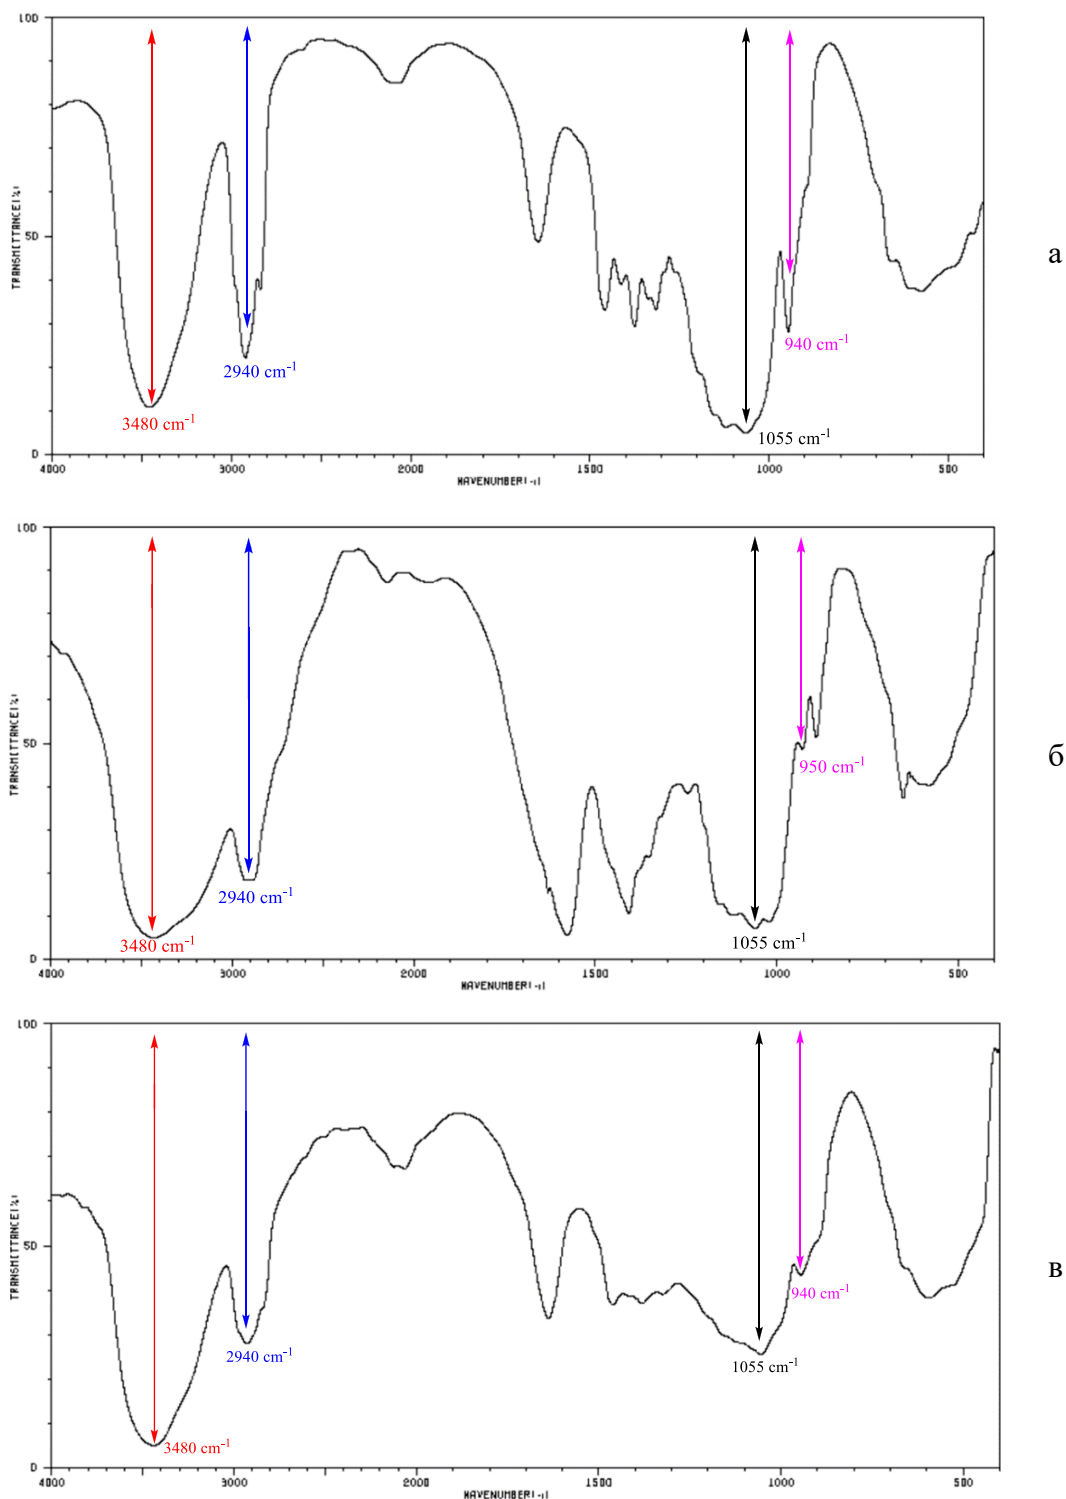 100
50
0
TRANSMITTANCE(%)
3480 cm-1
2940 cm-1
1055 cm-1
940 cm-1
а
4000 3000 2000 1500 1000 500
WAVENUMBER(-1)
100
50
0
TRANSMITTANCE(%)
3480 cm-1
2940 cm-1
1055 cm-1
950 cm-1
б
4000 3000 2000 1500 1000 500
WAVENUMBER(-1)
100
50
0
TRANSMITTANCE(%)
3480 cm-1
2940 cm-1
1055 cm-1
940 cm-1
в
4000 3000 2000 1500 1000 500
WAVENUMBER(-1)